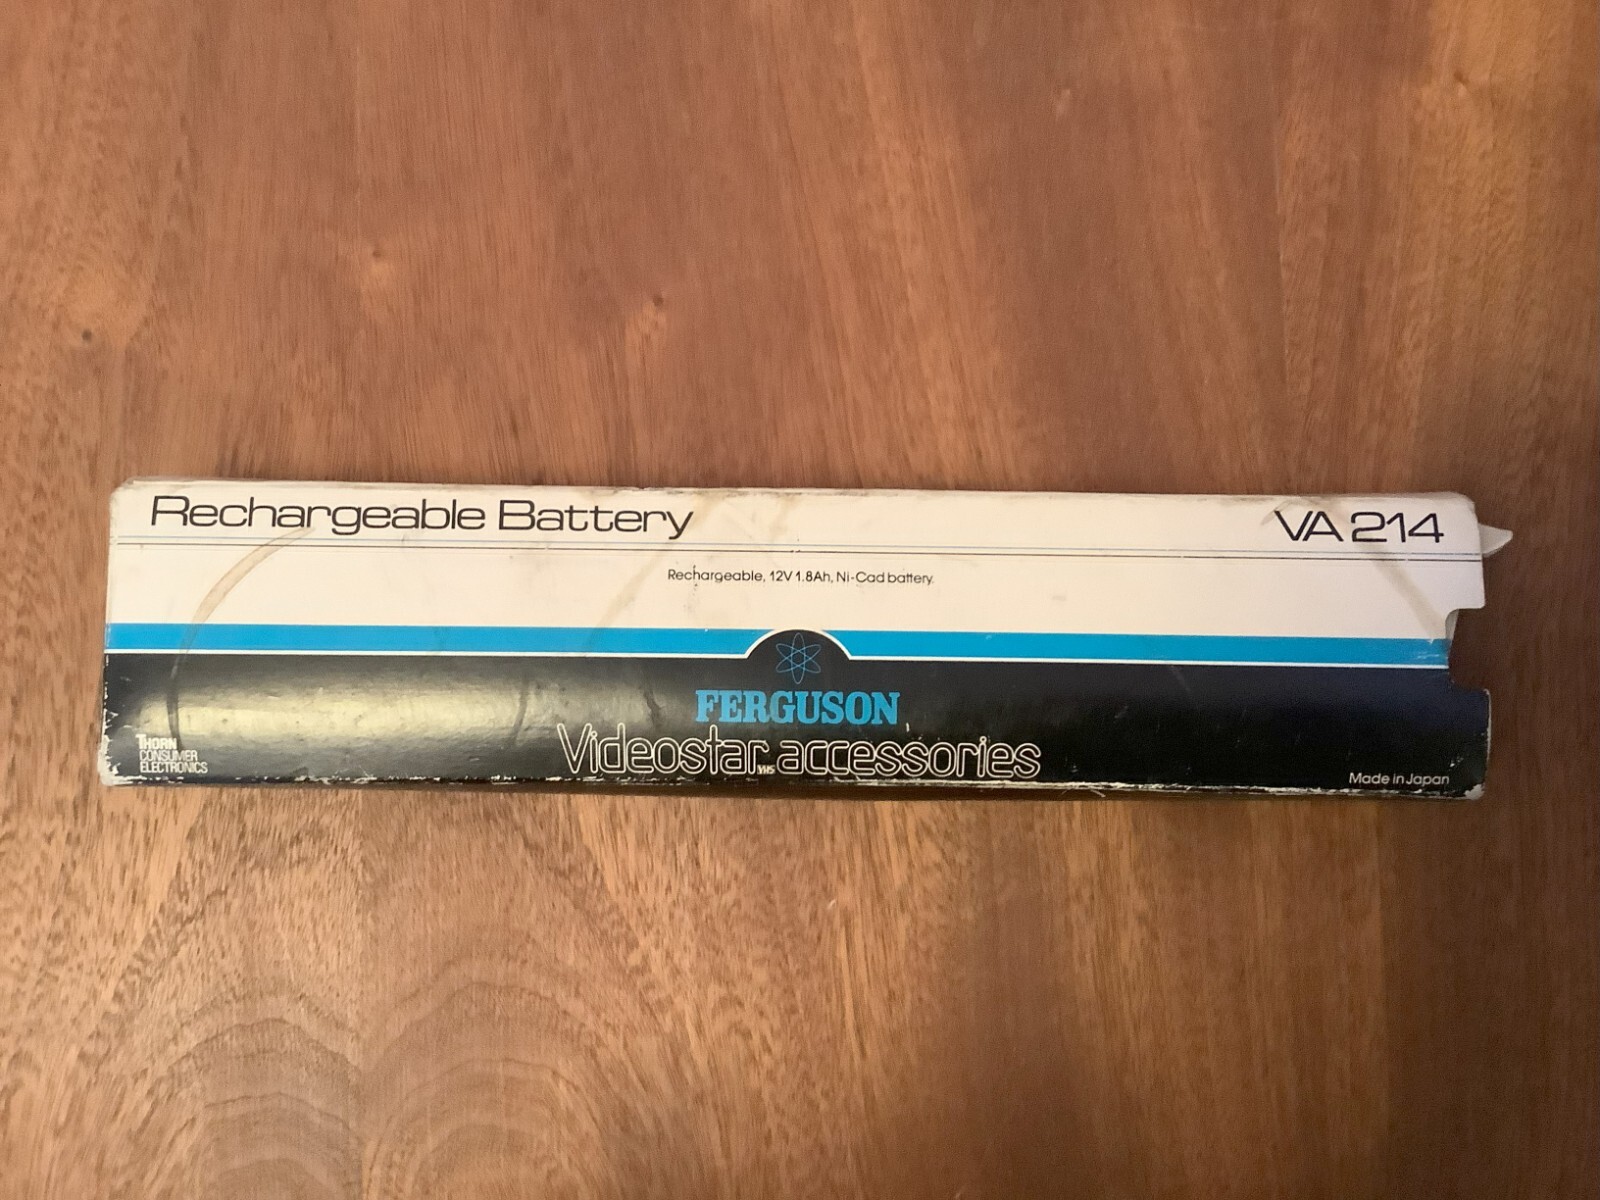 Rechargeable Battery VA 214
Rechargeable, 12V 1.8Ah, Ni-Cad battery.
FERGUSON
Videostar VHS accessories
THORN
CONSUMER
ELECTRONICS
Made in Japan